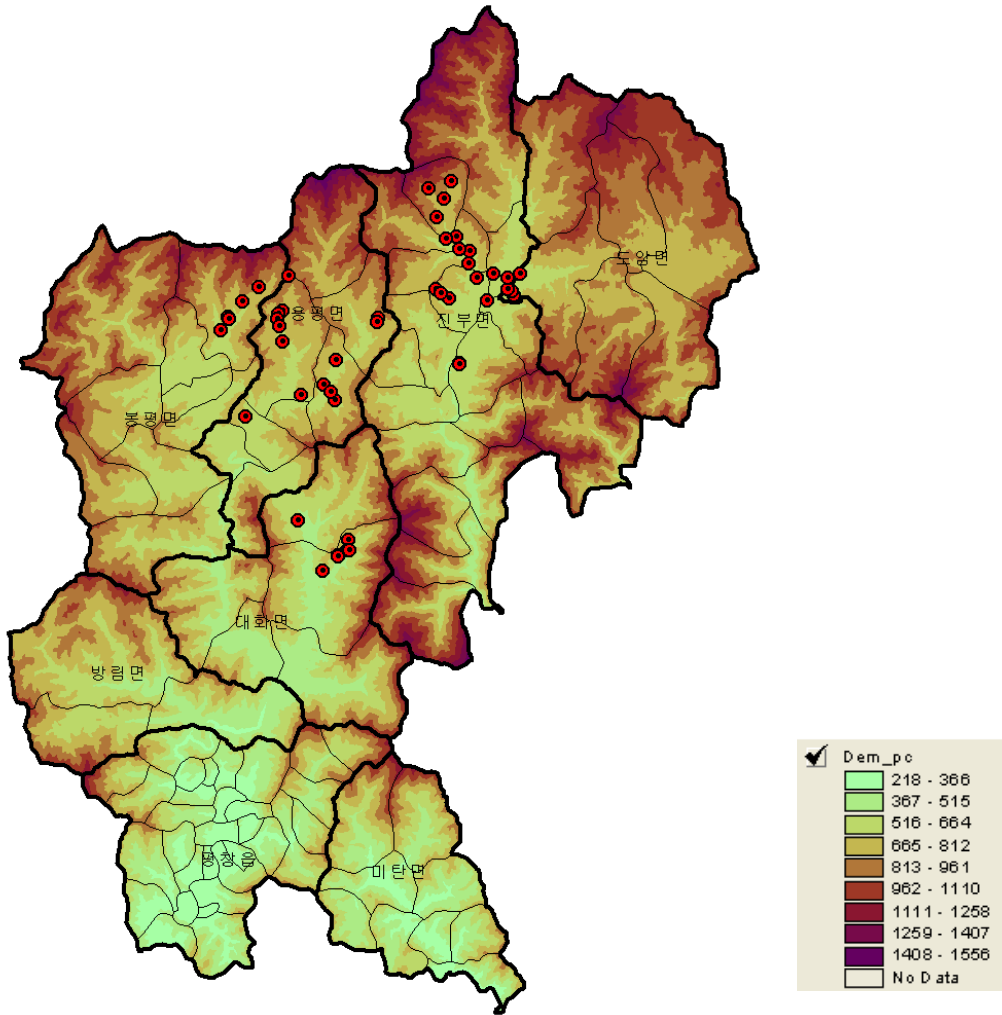 도암면
용평면
진부면
봉평면
대화면
방림면
평창읍
미탄면
Dem_pc
218 - 366
367 - 515
516 - 664
665 - 812
813 - 961
962 - 1110
1111 - 1258
1259 - 1407
1408 - 1556
No Data